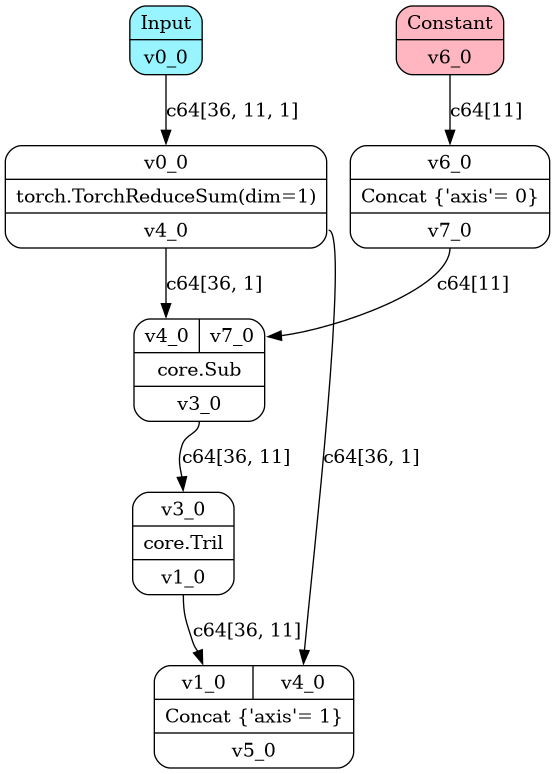 Input
v0_0
Constant
v6_0
c64[36, 11, 1]
c64[11]
v0_0
torch.TorchReduceSum(dim=1)
v4_0
v6_0
Concat {'axis'= 0}
v7_0
c64[36, 1]
c64[11]
v4_0 v7_0
core.Sub
v3_0
c64[36, 11]
c64[36, 1]
v3_0
core.Tril
v1_0
c64[36, 11]
v1_0 v4_0
Concat {'axis'= 1}
v5_0